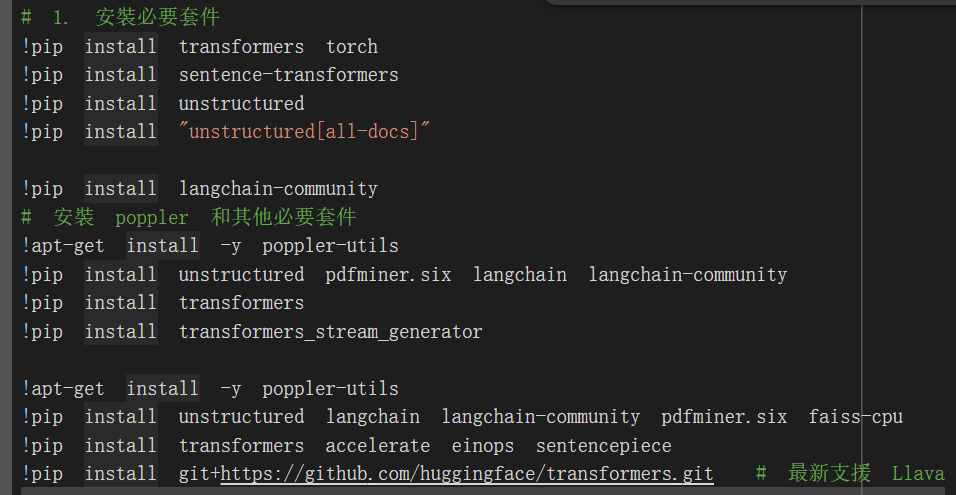 # 1. 安裝必要套件
!pip install transformers torch
!pip install sentence-transformers
!pip install unstructured
!pip install "unstructured[all-docs]"
!pip install langchain-community
# 安裝 poppler 和其他必要套件
!apt-get install -y poppler-utils
!pip install unstructured pdfminer.six langchain langchain-community
!pip install transformers
!pip install transformers_stream_generator
!apt-get install -y poppler-utils
!pip install unstructured langchain langchain-community pdfminer.six faiss-cpu
!pip install transformers accelerate einops sentencepiece
!pip install git+https://github.com/huggingface/transformers.git # 最新支援 Llava